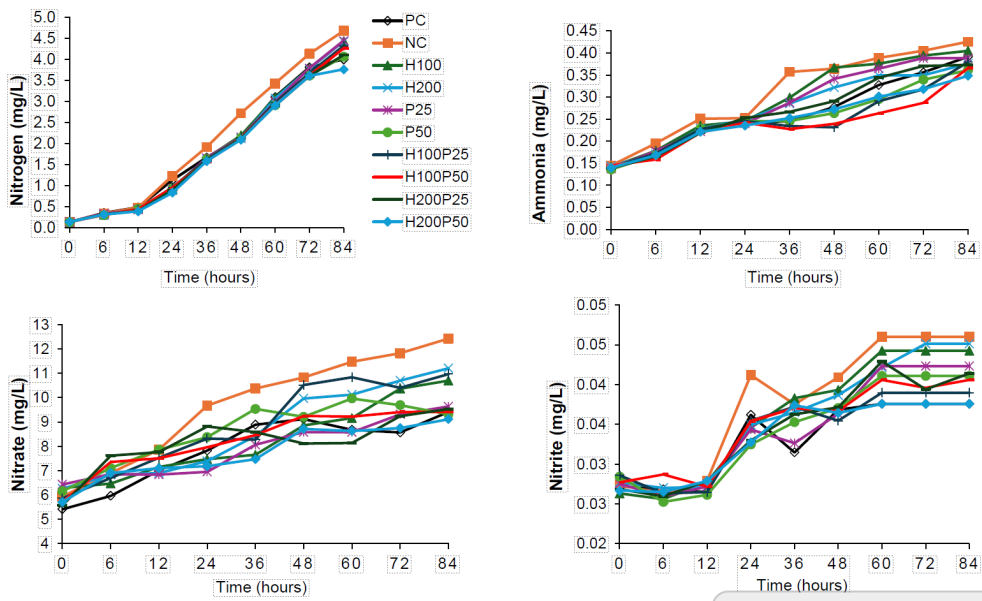 5.0
4.5
4.0
3.5
3.0
2.5
2.0
1.5
1.0
0.5
0.0
Nitrogen (mg/L)
0 6 12 24 36 48 60 72 84
Time (hours)
PC
NC
H100
H200
P25
P50
H100P25
H100P50
H200P25
H200P50
0.45
0.40
0.35
0.30
0.25
0.20
0.15
0.10
0.05
0.00
Ammonia (mg/L)
0 6 12 24 36 48 60 72 84
Time (hours)
13
12
11
10
9
8
7
6
5
4
Nitrate (mg/L)
0 6 12 24 36 48 60 72 84
Time (hours)
0.05
0.05
0.04
0.04
0.03
0.03
0.02
Nitrite (mg/L)
0 6 12 24 36 48 60 72 84
Time (hours)